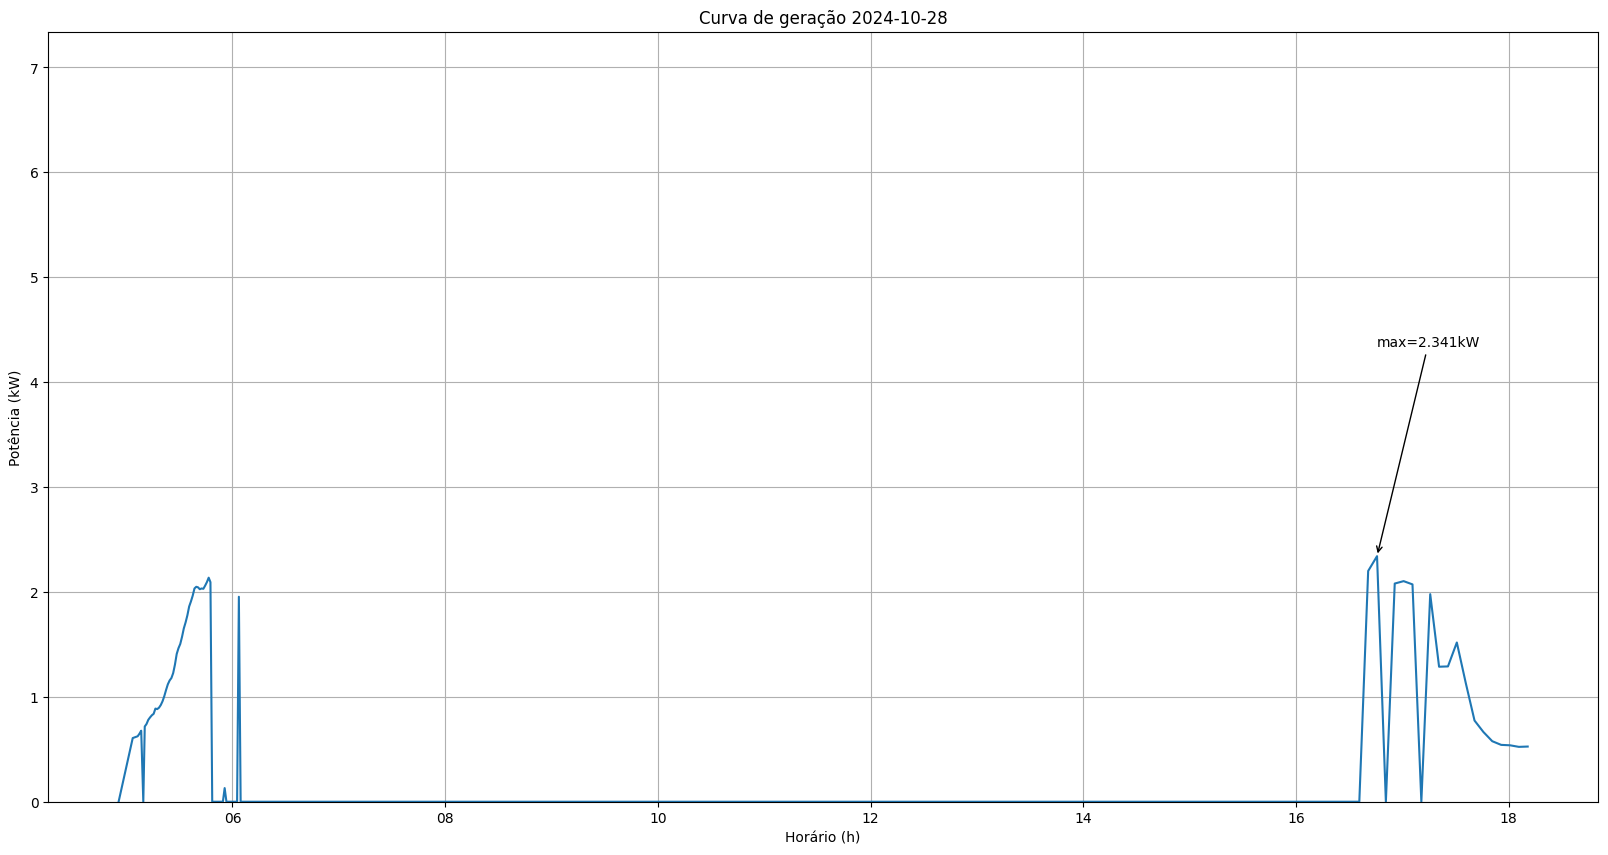 Curva de geração 2024-10-28
7
6
5
4
3
2
1
0
Potência (kW)
max=2.341kW
06 08 10 12 14 16 18
Horário (h)